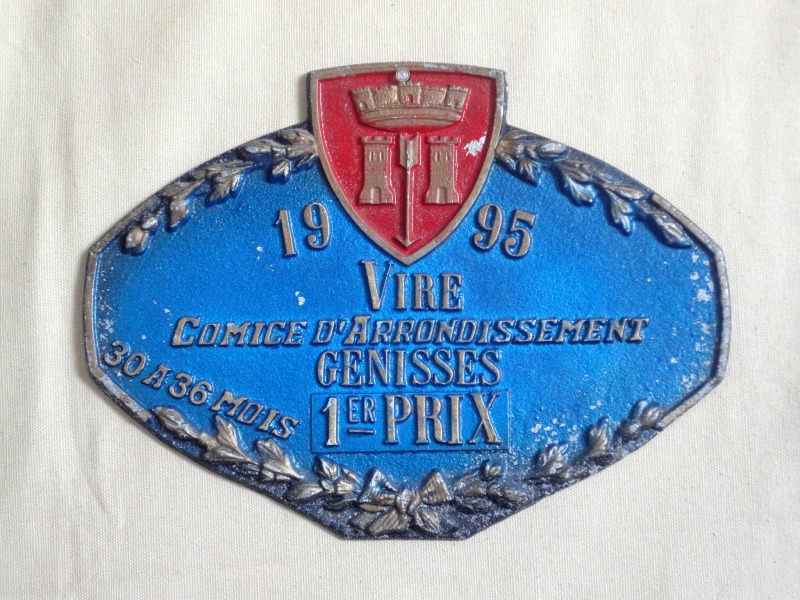 1995
VIRE
COMICE D'ARRONDISSEMENT
GENISSES
30 A 36 MOIS
1ER PRIX